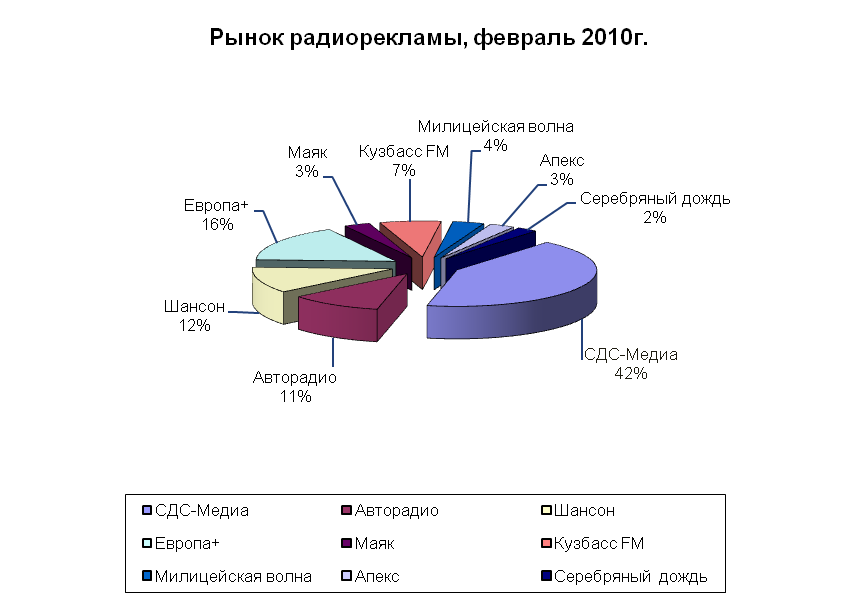 Рынок радиорекламы, февраль 2010г.
Милицейская волна
4%
Маяк
3%
Кузбасс FM
7%
Апекс
3%
Серебряный дождь
2%
Европа+
16%
Шансон
12%
СДС-Медиа
42%
Авторадио
11%
СДС-Медиа Авторадио Шансон
Европа+ Маяк Кузбасс FM
Милицейская волна Апекс Серебряный дождь